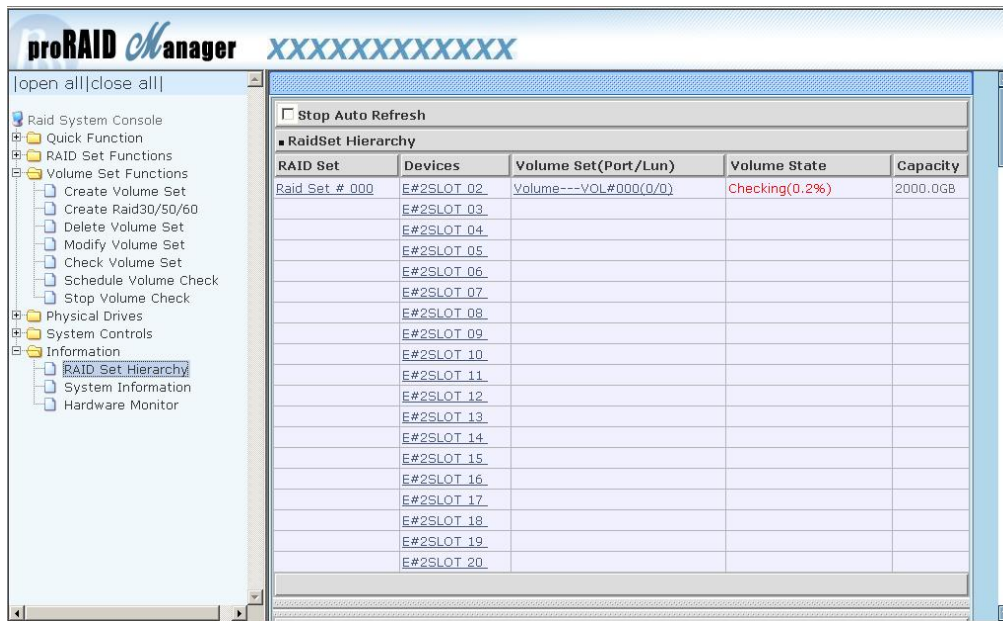 proRAID Manager XXXXXXXXXXXX
|open all|close all|
Raid System Console
Quick Function
RAID Set Functions
Volume Set Functions
Create Volume Set
Create Raid30/50/60
Delete Volume Set
Modify Volume Set
Check Volume Set
Schedule Volume Check
Stop Volume Check
Physical Drives
System Controls
Information
RAID Set Hierarchy
System Information
Hardware Monitor
Stop Auto Refresh
RaidSet Hierarchy
RAID Set Devices Volume Set(Port/Lun) Volume State Capacity
Raid Set # 000 E#2SLOT 02 Volume---VOL#000(0/0) Checking(0.2%) 2000.0GB
E#2SLOT 03
E#2SLOT 04
E#2SLOT 05
E#2SLOT 06
E#2SLOT 07
E#2SLOT 08
E#2SLOT 09
E#2SLOT 10
E#2SLOT 11
E#2SLOT 12
E#2SLOT 13
E#2SLOT 14
E#2SLOT 15
E#2SLOT 16
E#2SLOT 17
E#2SLOT 18
E#2SLOT 19
E#2SLOT 20